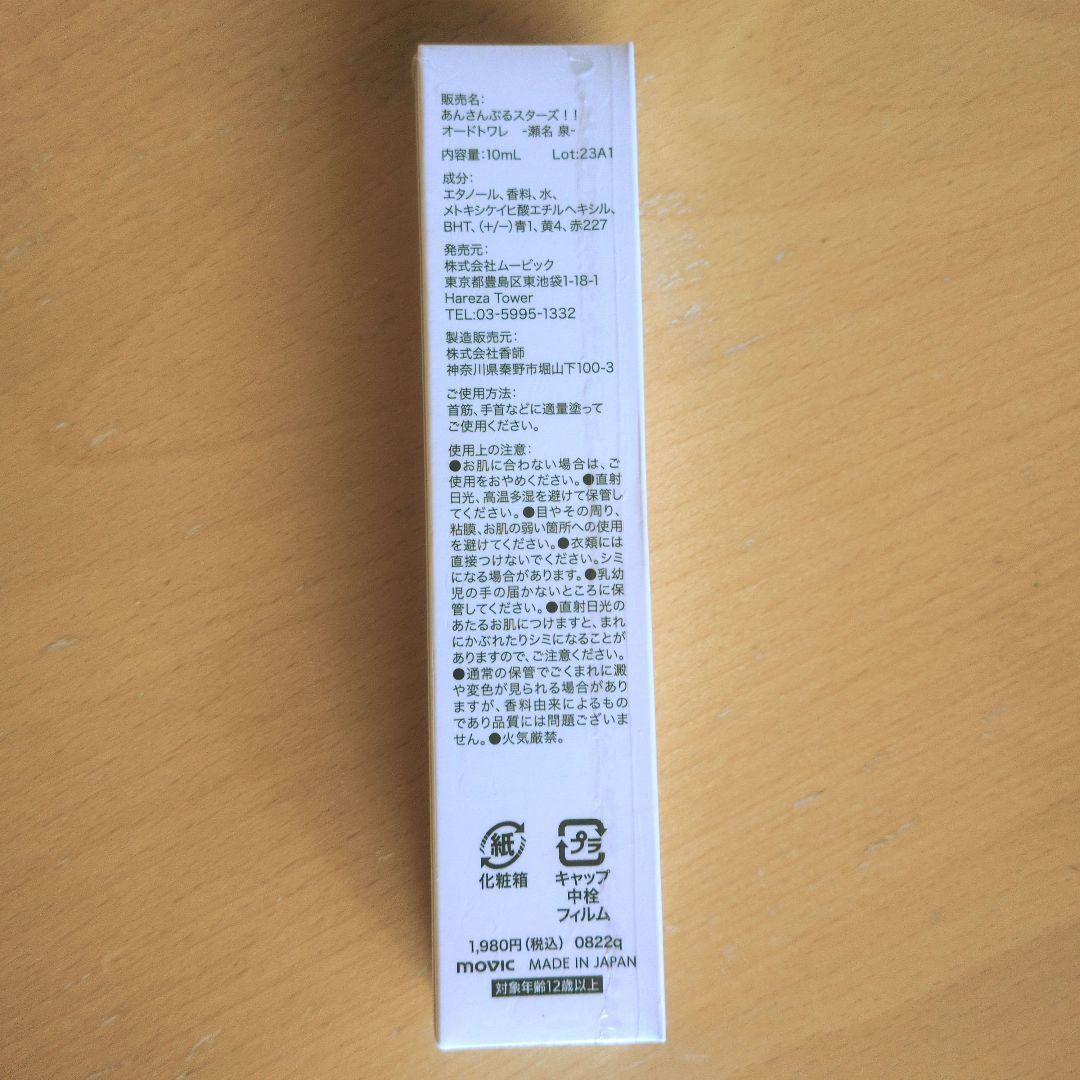 販売名：
あんさんぶるスターズ！！
オードトワレ -瀬名 泉-
内容量：10mL Lot:23A1
成分：
エタノール、香料、水、
メトキシケイヒ酸エチルヘキシル、
BHT、（+/−）青1、黄4、赤227
発売元：
株式会社ムービック
東京都豊島区東池袋1-18-1
Hareza Tower
TEL:03-5995-1332
製造販売元：
株式会社香師
神奈川県秦野市堀山下100-3
ご使用方法：
首筋、手首などに適量塗って
ご使用ください。
使用上の注意：
●お肌に合わない場合は、ご
使用をおやめください。●直射
日光、高温多湿を避けて保管し
てください。●目やその周り、
粘膜、お肌の弱い箇所への使用
を避けてください。●衣類には
直接つけないでください。シミ
になる場合があります。●乳幼
児の手の届かないところに保
管してください。●直射日光の
あたるお肌につけますと、まれ
にかぶれたりシミになることが
ありますので、ご注意ください。
●通常の保管でごくまれに澱
や変色が見られる場合があり
ますが、香料由来によるもの
であり品質には問題ございま
せん。●火気厳禁。
紙 プラ
化粧箱 キャップ
中栓
フィルム
1,980円（税込） 0822q
movic MADE IN JAPAN
対象年齢12歳以上